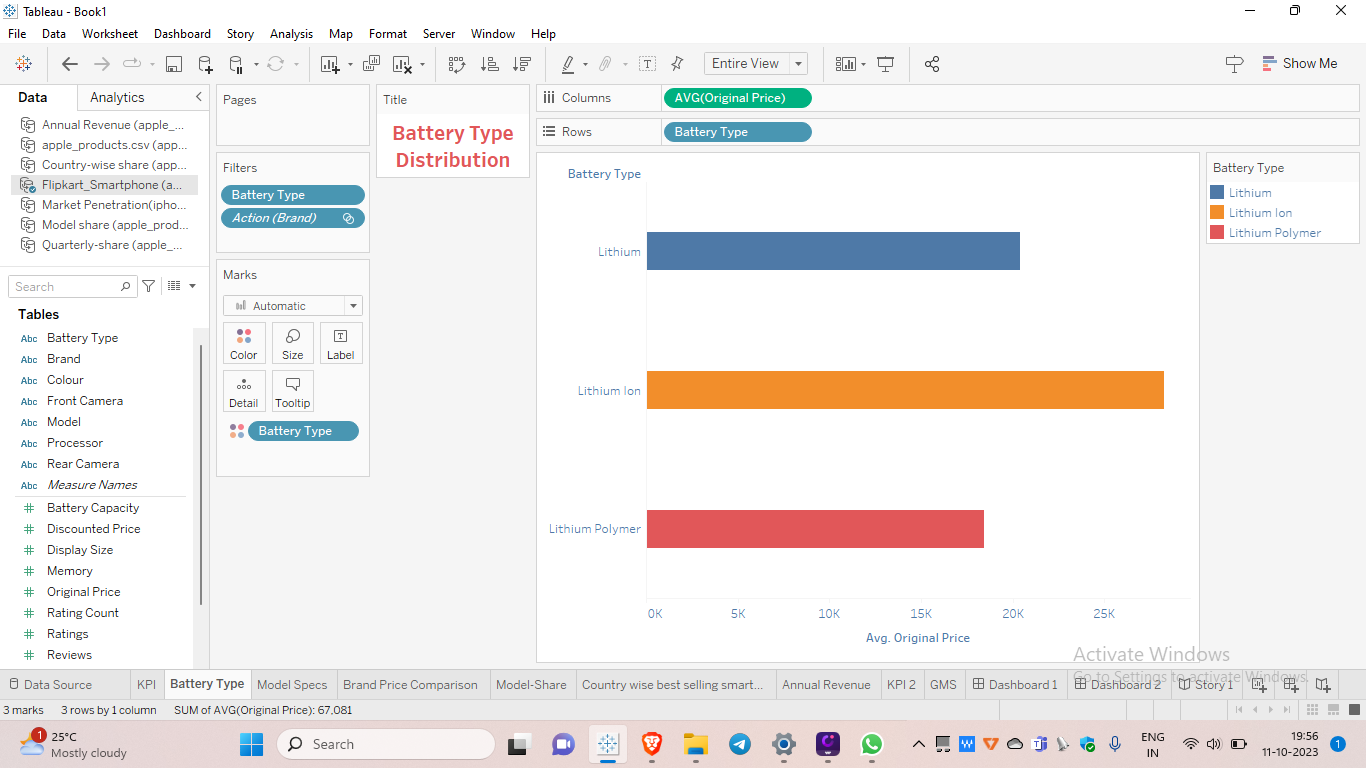 Tableau - Book1
File Data Worksheet Dashboard Story Analysis Map Format Server Window Help
Entire View
Show Me
Data Analytics
Annual Revenue (apple_...
apple_products.csv (app...
Country-wise share (app...
Flipkart_Smartphone (a...
Market Penetration(ipho...
Model share (apple_prod...
Quarterly-share (apple_...
Search
Tables
Abc Battery Type
Abc Brand
Abc Colour
Abc Front Camera
Abc Model
Abc Processor
Abc Rear Camera
Abc Measure Names
# Battery Capacity
# Discounted Price
# Display Size
# Memory
# Original Price
# Rating Count
# Ratings
# Reviews
Pages
Filters
Battery Type
Action (Brand)
Marks
Automatic
Color Size Label
Detail Tooltip
Battery Type
Title
Battery Type
Distribution
Columns AVG(Original Price)
Rows Battery Type
Battery Type
Lithium
Lithium Ion
Lithium Polymer
0K 5K 10K 15K 20K 25K
Avg. Original Price
Battery Type
Lithium
Lithium Ion
Lithium Polymer
Activate Windows
Go to Settings to activate Windows.
Data Source KPI Battery Type Model Specs Brand Price Comparison Model-Share Country wise best selling smart... Annual Revenue KPI 2 GMS Dashboard 1 Dashboard 2 Story 1
3 marks 3 rows by 1 column SUM of AVG(Original Price): 67,081
1
25°C
Mostly cloudy
Search
ENG
IN
19:56
11-10-2023
1